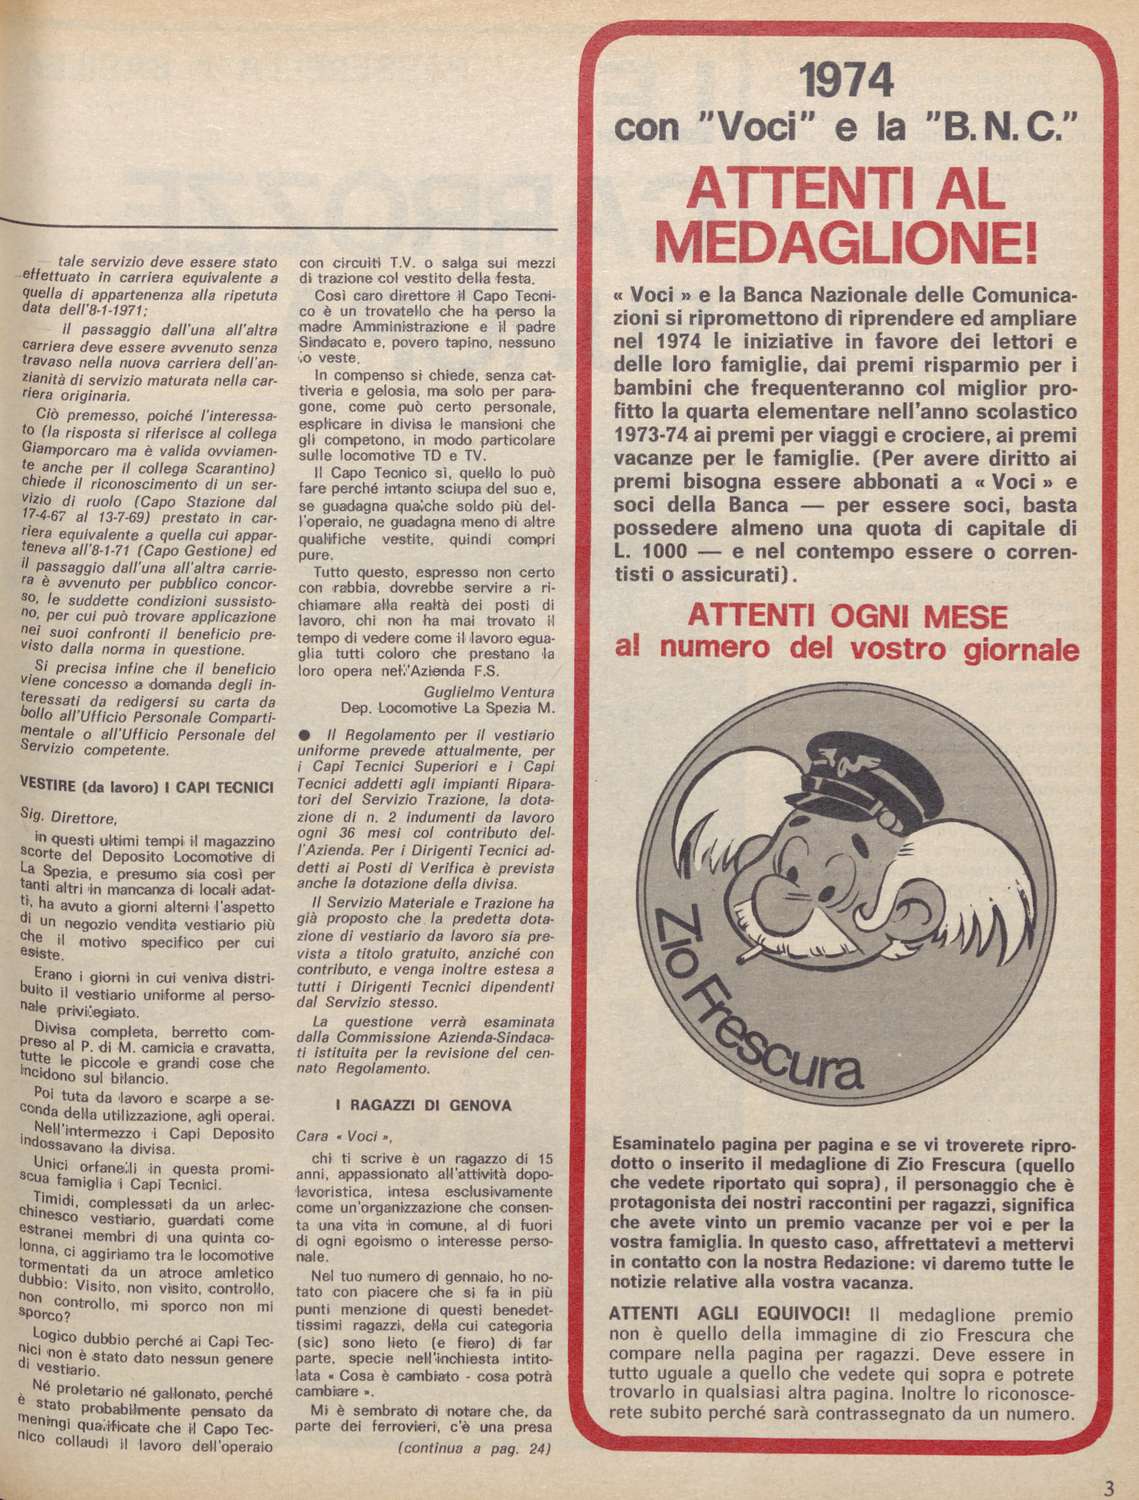 tale servizio deve essere stato
effettuato in carriera equivalente a
quella di appartenenza alla ripetuta
data dell'8-1-1971;
il passaggio dall'una all'altra
carriera deve essere avvenuto senza
travaso nella nuova carriera dell'an-
zianità di servizio maturata nella car-
riera originaria.
Ciò premesso, poiché l'interessa-
to (la risposta si riferisce al collega
Giamporcaro ma è valida ovviamen-
te anche per il collega Scarantino)
chiede il riconoscimento di un ser-
vizio di ruolo (Capo Stazione dal
17-4-67 al 13-7-69) prestato in car-
riera equivalente a quella cui appar-
teneva all'8-1-71 (Capo Gestione) ed
il passaggio dall'una all'altra carrie-
ra è avvenuto per pubblico concor-
so, le suddette condizioni sussisto-
no, per cui può trovare applicazione
nei suoi confronti il beneficio pre-
visto dalla norma in questione.
Si precisa infine che il beneficio
viene concesso a domanda degli in-
teressati da redigersi su carta da
bollo all'Ufficio Personale Comparti-
mentale o all'Ufficio Personale del
Servizio competente.
VESTIRE (da lavoro) I CAPI TECNICI
Sig. Direttore,
in questi ultimi tempi il magazzino
scorte del Deposito Locomotive di
La Spezia, e presumo sia così per
tanti altri in mancanza di locali adat-
ti, ha avuto a giorni alterni l'aspetto
di un negozio vendita vestiario più
che il motivo specifico per cui
esiste.
Erano i giorni in cui veniva distri-
buito il vestiario uniforme al perso-
nale privilegiato.
Divisa completa, berretto com-
preso al P. di M. camicia e cravatta,
tutte le piccole e grandi cose che
incidono sul bilancio.
Poi tuta da lavoro e scarpe a se-
conda della utilizzazione, agli operai.
Nell'intermezzo i Capi Deposito
indossavano la divisa.
Unici orfanelli in questa promi-
scua famiglia i Capi Tecnici.
Timidi, complessati da un arlec-
chinesco vestiario, guardati come
estranei membri di una quinta co-
lonna, ci aggiriamo tra le locomotive
tormentati da un atroce amletico
dubbio: Visito, non visito, controllo,
non controllo, mi sporco non mi
sporco?
Logico dubbio perché ai Capi Tec-
nici non è stato dato nessun genere
di vestiario.
Né proletario né gallonato, perché
è stato probabilmente pensato da
meningi qualificate che il Capo Tec-
nico collaudi il lavoro dell'operaio
con circuiti T.V. o salga sui mezzi
di trazione col vestito della festa.
Così caro direttore il Capo Tecni-
co è un trovatello che ha perso la
madre Amministrazione e il padre
Sindacato e, povero tapino, nessuno
lo veste.
In compenso si chiede, senza cat-
tiveria e gelosia, ma solo per para-
gone, come può certo personale,
esplicare in divisa le mansioni che
gli competono, in modo particolare
sulle locomotive TD e TV.
Il Capo Tecnico sì, quello lo può
fare perché intanto sciupa del suo e,
se guadagna qualche soldo più del-
l'operaio, ne guadagna meno di altre
qualifiche vestite, quindi compri
pure.
Tutto questo, espresso non certo
con rabbia, dovrebbe servire a ri-
chiamare alla realtà dei posti di
lavoro, chi non ha mai trovato il
tempo di vedere come il lavoro egua-
glia tutti coloro che prestano la
loro opera nell'Azienda F.S.
Guglielmo Ventura
Dep. Locomotive La Spezia M.
● Il Regolamento per il vestiario
uniforme prevede attualmente, per
i Capi Tecnici Superiori e i Capi
Tecnici addetti agli impianti Ripara-
tori del Servizio Trazione, la dota-
zione di n. 2 indumenti da lavoro
ogni 36 mesi col contributo del-
l'Azienda. Per i Dirigenti Tecnici ad-
detti ai Posti di Verifica è prevista
anche la dotazione della divisa.
Il Servizio Materiale e Trazione ha
già proposto che la predetta dota-
zione di vestiario da lavoro sia pre-
vista a titolo gratuito, anziché con
contributo, e venga inoltre estesa a
tutti i Dirigenti Tecnici dipendenti
dal Servizio stesso.
La questione verrà esaminata
dalla Commissione Azienda-Sindaca-
ti istituita per la revisione del cen-
nato Regolamento.
I RAGAZZI DI GENOVA
Cara « Voci »,
chi ti scrive è un ragazzo di 15
anni, appassionato all'attività dopo-
lavoristica, intesa esclusivamente
come un'organizzazione che consen-
ta una vita in comune, al di fuori
di ogni egoismo o interesse perso-
nale.
Nel tuo numero di gennaio, ho no-
tato con piacere che si fa in più
punti menzione di questi benedet-
tissimi ragazzi, della cui categoria
(sic) sono lieto (e fiero) di far
parte, specie nell'inchiesta intito-
lata « Cosa è cambiato - cosa potrà
cambiare ».
Mi è sembrato di notare che, da
parte dei ferrovieri, c'è una presa
(continua a pag. 24)
1974
con "Voci" e la "B.N.C."
ATTENTI AL
MEDAGLIONE!
« Voci » e la Banca Nazionale delle Comunica-
zioni si ripromettono di riprendere ed ampliare
nel 1974 le iniziative in favore dei lettori e
delle loro famiglie, dai premi risparmio per i
bambini che frequenteranno col miglior pro-
fitto la quarta elementare nell'anno scolastico
1973-74 ai premi per viaggi e crociere, ai premi
vacanze per le famiglie. (Per avere diritto ai
premi bisogna essere abbonati a « Voci » e
soci della Banca — per essere soci, basta
possedere almeno una quota di capitale di
L. 1000 — e nel contempo essere o corren-
tisti o assicurati).
ATTENTI OGNI MESE
al numero del vostro giornale
Zio Frescura
Esaminatelo pagina per pagina e se vi troverete ripro-
dotto o inserito il medaglione di Zio Frescura (quello
che vedete riportato qui sopra), il personaggio che è
protagonista dei nostri raccontini per ragazzi, significa
che avete vinto un premio vacanze per voi e per la
vostra famiglia. In questo caso, affrettatevi a mettervi
in contatto con la nostra Redazione: vi daremo tutte le
notizie relative alla vostra vacanza.
ATTENTI AGLI EQUIVOCI! Il medaglione premio
non è quello della immagine di zio Frescura che
compare nella pagina per ragazzi. Deve essere in
tutto uguale a quello che vedete qui sopra e potrete
trovarlo in qualsiasi altra pagina. Inoltre lo riconosce-
rete subito perché sarà contrassegnato da un numero.
3